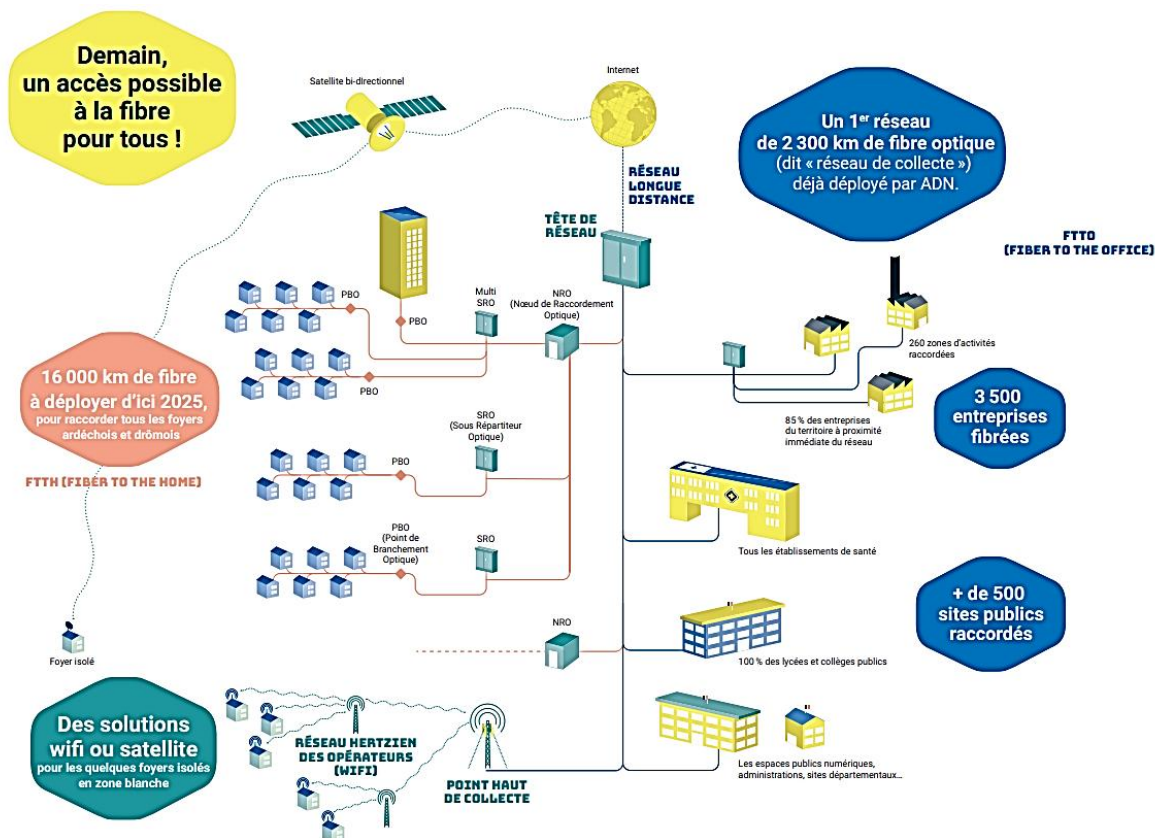 Demain,
un accès possible
à la fibre
pour tous !
Satellite bi-directionnel
Internet
Un 1er réseau
de 2 300 km de fibre optique
(dit « réseau de collecte »)
déjà déployé par ADN.
RÉSEAU
LONGUE
DISTANCE
TÊTE DE
RÉSEAU
FTTO
(FIBER TO THE OFFICE)
PBO
PBO
Multi
SRO
NRO
(Nœud de Raccordement
Optique)
PBO
260 zones d'activités
raccordées
16 000 km de fibre
à déployer d'ici 2025,
pour raccorder tous les foyers
ardéchois et drômois
FTTH (FIBER TO THE HOME)
3 500
entreprises
fibrées
85 % des entreprises
du territoire à proximité
immédiate du réseau
SRO
(Sous Répartiteur
Optique)
PBO
PBO
(Point de
Branchement
Optique)
SRO
Tous les établissements de santé
+ de 500
sites publics
raccordés
NRO
Foyer isolé
100 % des lycées et collèges publics
Des solutions
wifi ou satellite
pour les quelques foyers isolés
en zone blanche
RÉSEAU HERTZIEN
DES OPÉRATEURS
(WIFI)
POINT HAUT
DE COLLECTE
Les espaces publics numériques,
administrations, sites départementaux...